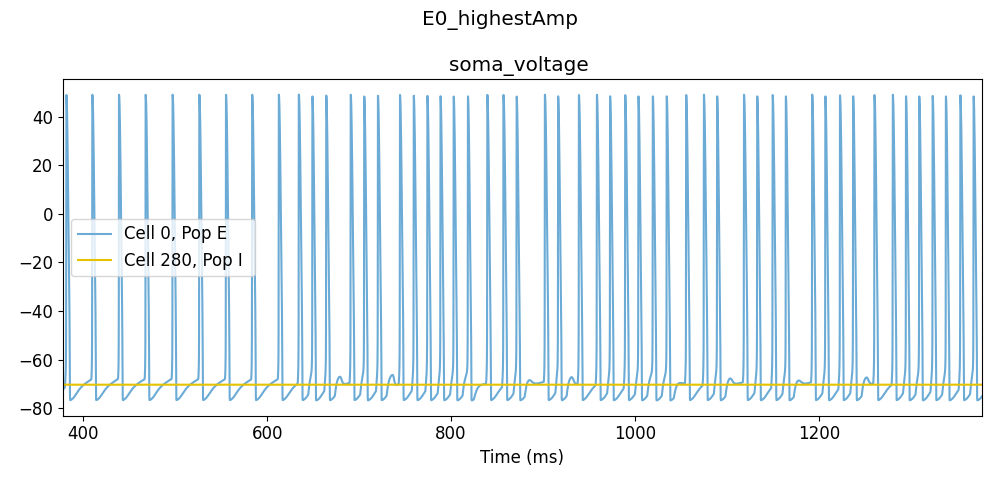 E0_highestAmp
soma_voltage
40
20
0
−20
−40
−60
−80
Cell 0, Pop E
Cell 280, Pop I
400 600 800 1000 1200
Time (ms)